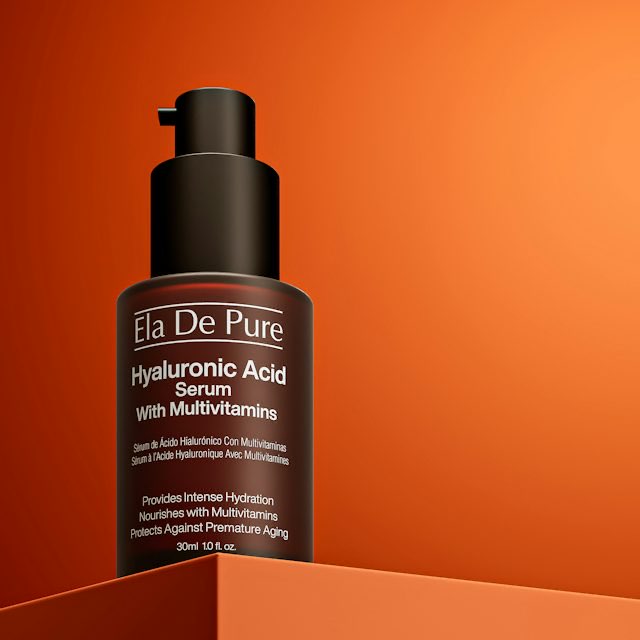 Ela De Pure
Hyaluronic Acid
Serum
With Multivitamins
Sérum de Ácido Hialurónico Con Multivitaminas
Sérum à l'Acide Hyaluronique Avec Multivitamines
Provides Intense Hydration
Nourishes with Multivitamins
Protects Against Premature Aging
30ml 1.0 fl. oz.